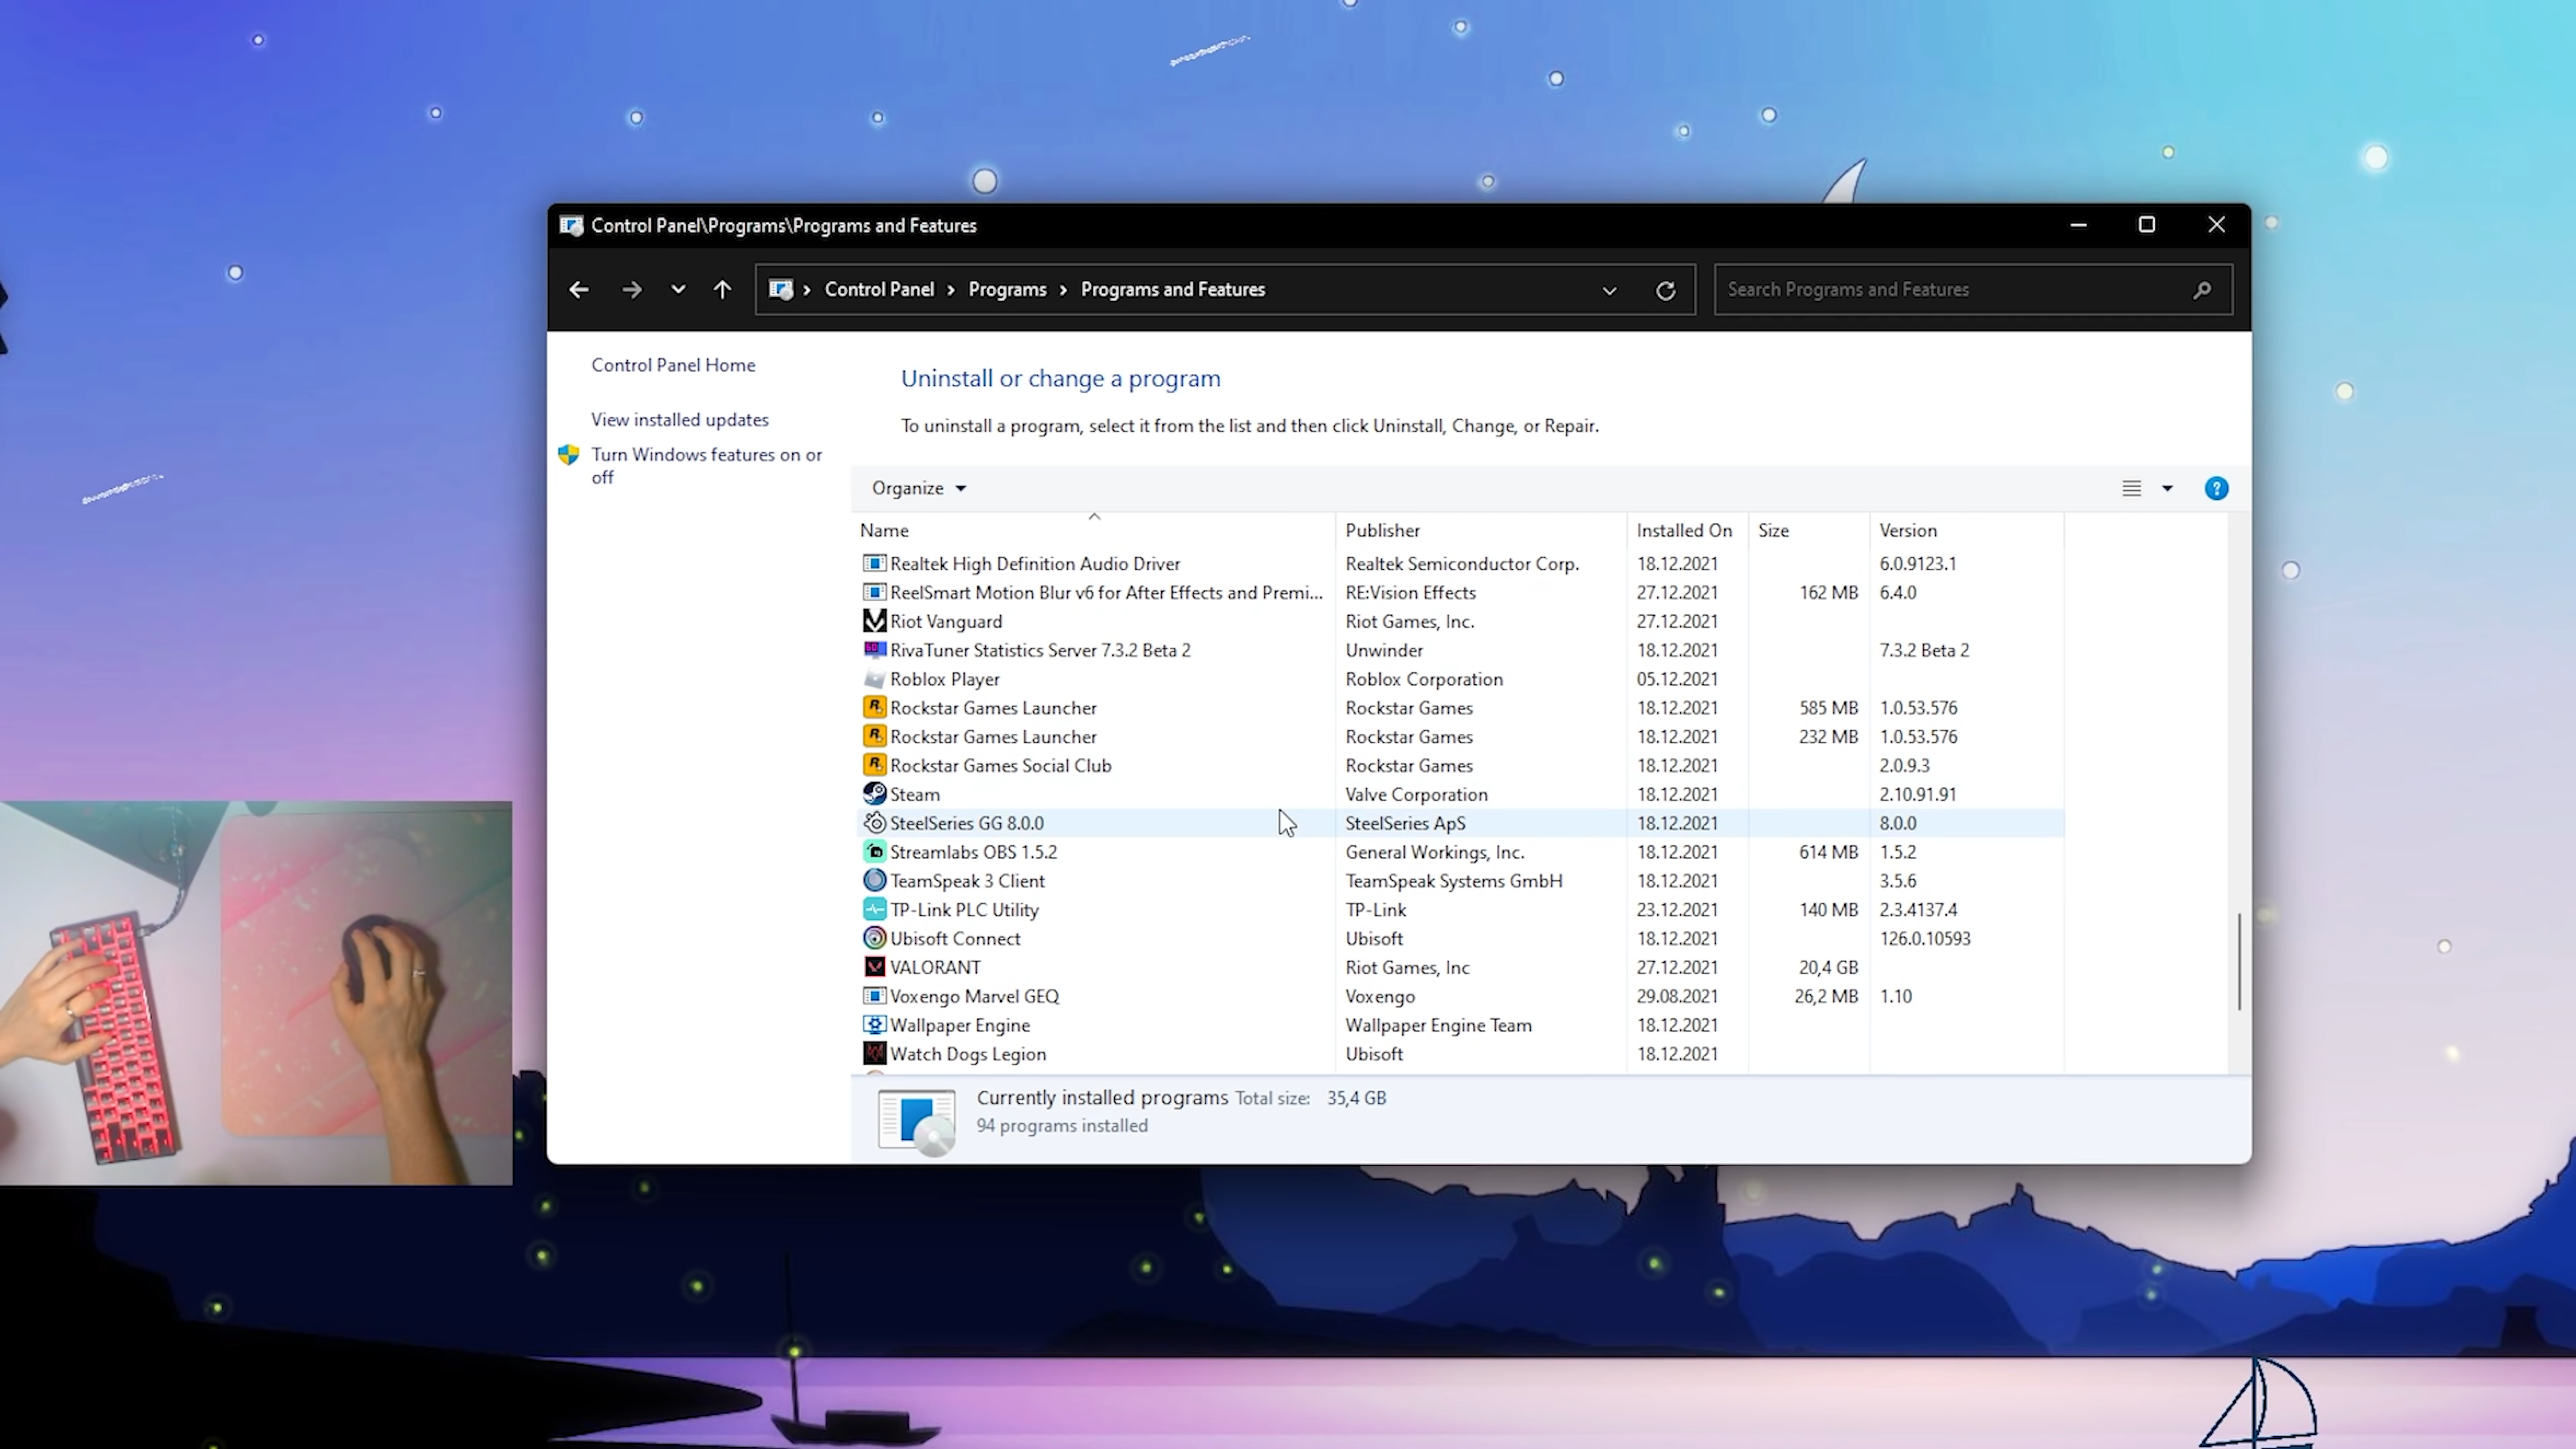 Control Panel\Programs\Programs and Features
Control Panel > Programs > Programs and Features
Search Programs and Features
Control Panel Home
View installed updates
Turn Windows features on or
off
Uninstall or change a program
To uninstall a program, select it from the list and then click Uninstall, Change, or Repair.
Organize
Name Publisher Installed On Size Version
Realtek High Definition Audio Driver Realtek Semiconductor Corp. 18.12.2021 6.0.9123.1
ReelSmart Motion Blur v6 for After Effects and Premi... RE:Vision Effects 27.12.2021 162 MB 6.4.0
Riot Vanguard Riot Games, Inc. 27.12.2021
RivaTuner Statistics Server 7.3.2 Beta 2 Unwinder 18.12.2021 7.3.2 Beta 2
Roblox Player Roblox Corporation 05.12.2021
Rockstar Games Launcher Rockstar Games 18.12.2021 585 MB 1.0.53.576
Rockstar Games Launcher Rockstar Games 18.12.2021 232 MB 1.0.53.576
Rockstar Games Social Club Rockstar Games 18.12.2021 2.0.9.3
Steam Valve Corporation 18.12.2021 2.10.91.91
SteelSeries GG 8.0.0 SteelSeries ApS 18.12.2021 8.0.0
Streamlabs OBS 1.5.2 General Workings, Inc. 18.12.2021 614 MB 1.5.2
TeamSpeak 3 Client TeamSpeak Systems GmbH 18.12.2021 3.5.6
TP-Link PLC Utility TP-Link 23.12.2021 140 MB 2.3.4137.4
Ubisoft Connect Ubisoft 18.12.2021 126.0.10593
VALORANT Riot Games, Inc 27.12.2021 20,4 GB
Voxengo Marvel GEQ Voxengo 29.08.2021 26,2 MB 1.10
Wallpaper Engine Wallpaper Engine Team 18.12.2021
Watch Dogs Legion Ubisoft 18.12.2021
Currently installed programs Total size: 35,4 GB
94 programs installed